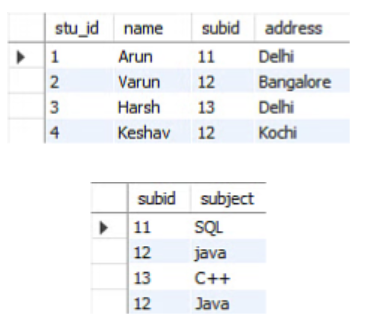 stu_id name subid address
1 Arun 11 Delhi
2 Varun 12 Bangalore
3 Harsh 13 Delhi
4 Keshav 12 Kochi
subid subject
11 SQL
12 java
13 C++
12 Java